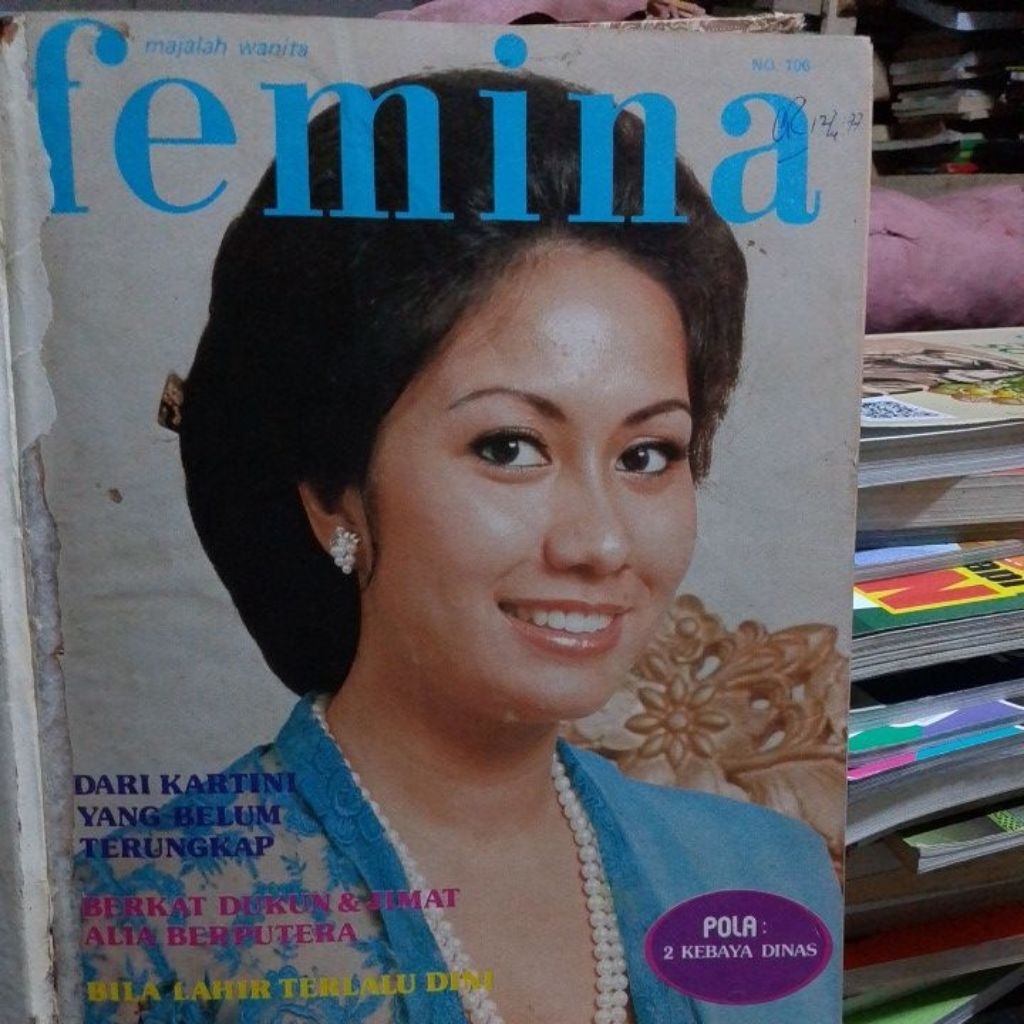 majalah wanita
femina
NO. 106
DARI KARTINI
YANG BELUM
TERUNGKAP
BERKAT DUKUN & JIMAT
ALIA BERPUTERA
BILA LAHIR TERLALU DINI
POLA :
2 KEBAYA DINAS